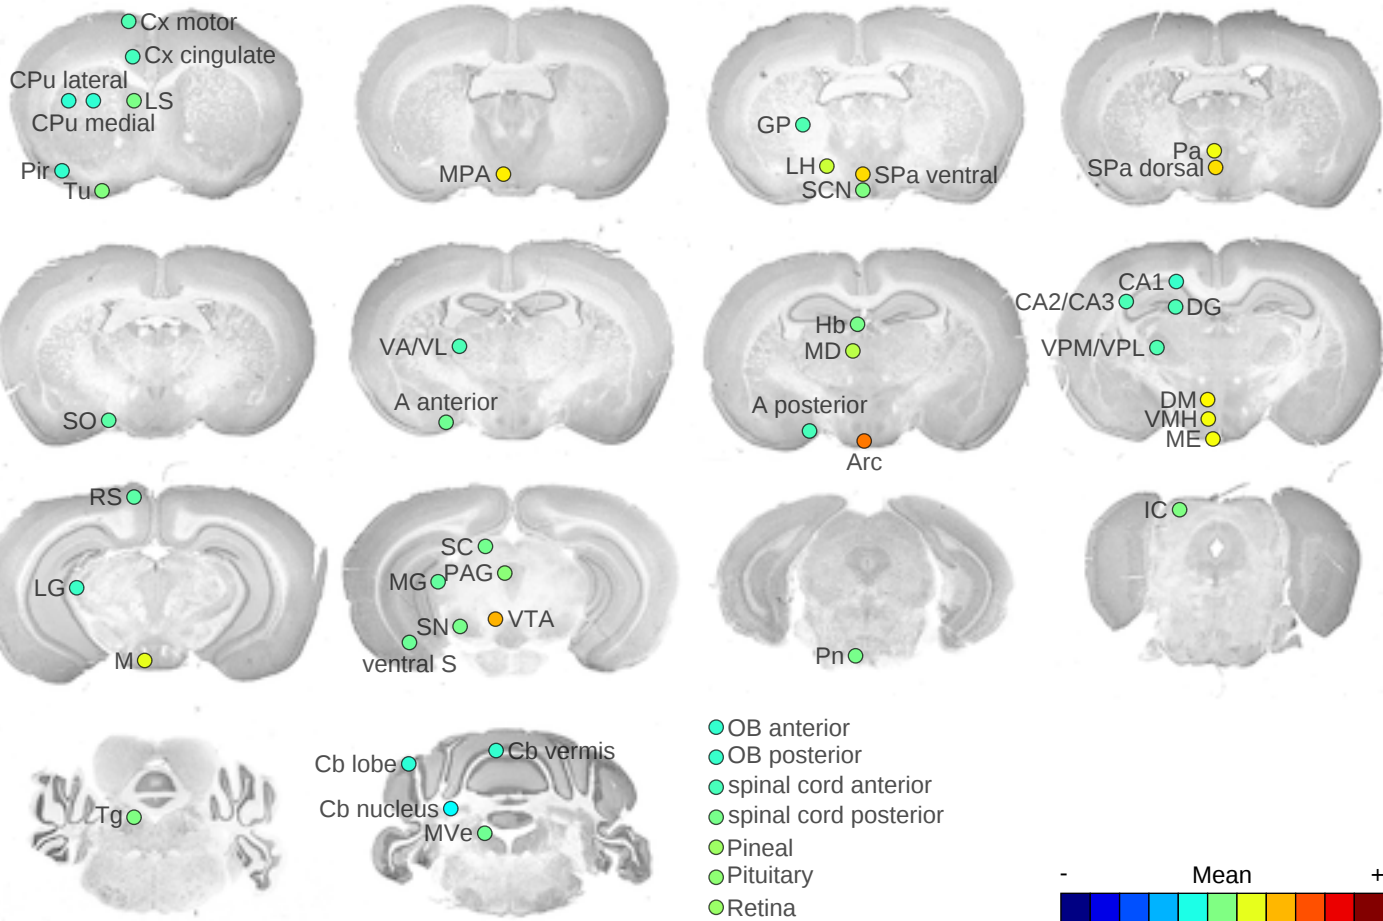 Cx motor
Cx cingulate
CPu lateral
LS
CPu medial
Pir
Tu
MPA
GP
LH
SPa ventral
SCN
Pa
SPa dorsal
SO
VA/VL
A anterior
Hb
MD
A posterior
Arc
CA1
CA2/CA3
DG
VPM/VPL
DM
VMH
ME
RS
LG
M
SC
MG
PAG
SN
VTA
ventral S
Pn
IC
Tg
Cb vermis
Cb lobe
Cb nucleus
MVe
OB anterior
OB posterior
spinal cord anterior
spinal cord posterior
Pineal
Pituitary
Retina
- Mean +